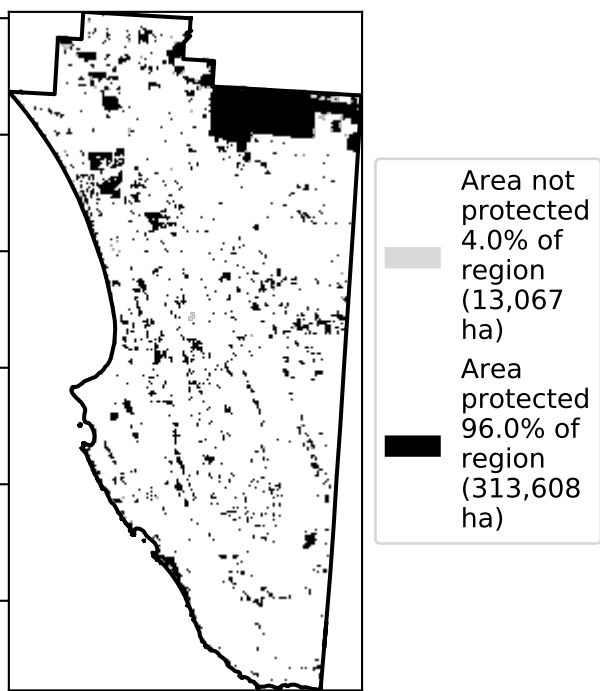 Area not
protected
4.0% of
region
(13,067
ha)
Area
protected
96.0% of
region
(313,608
ha)